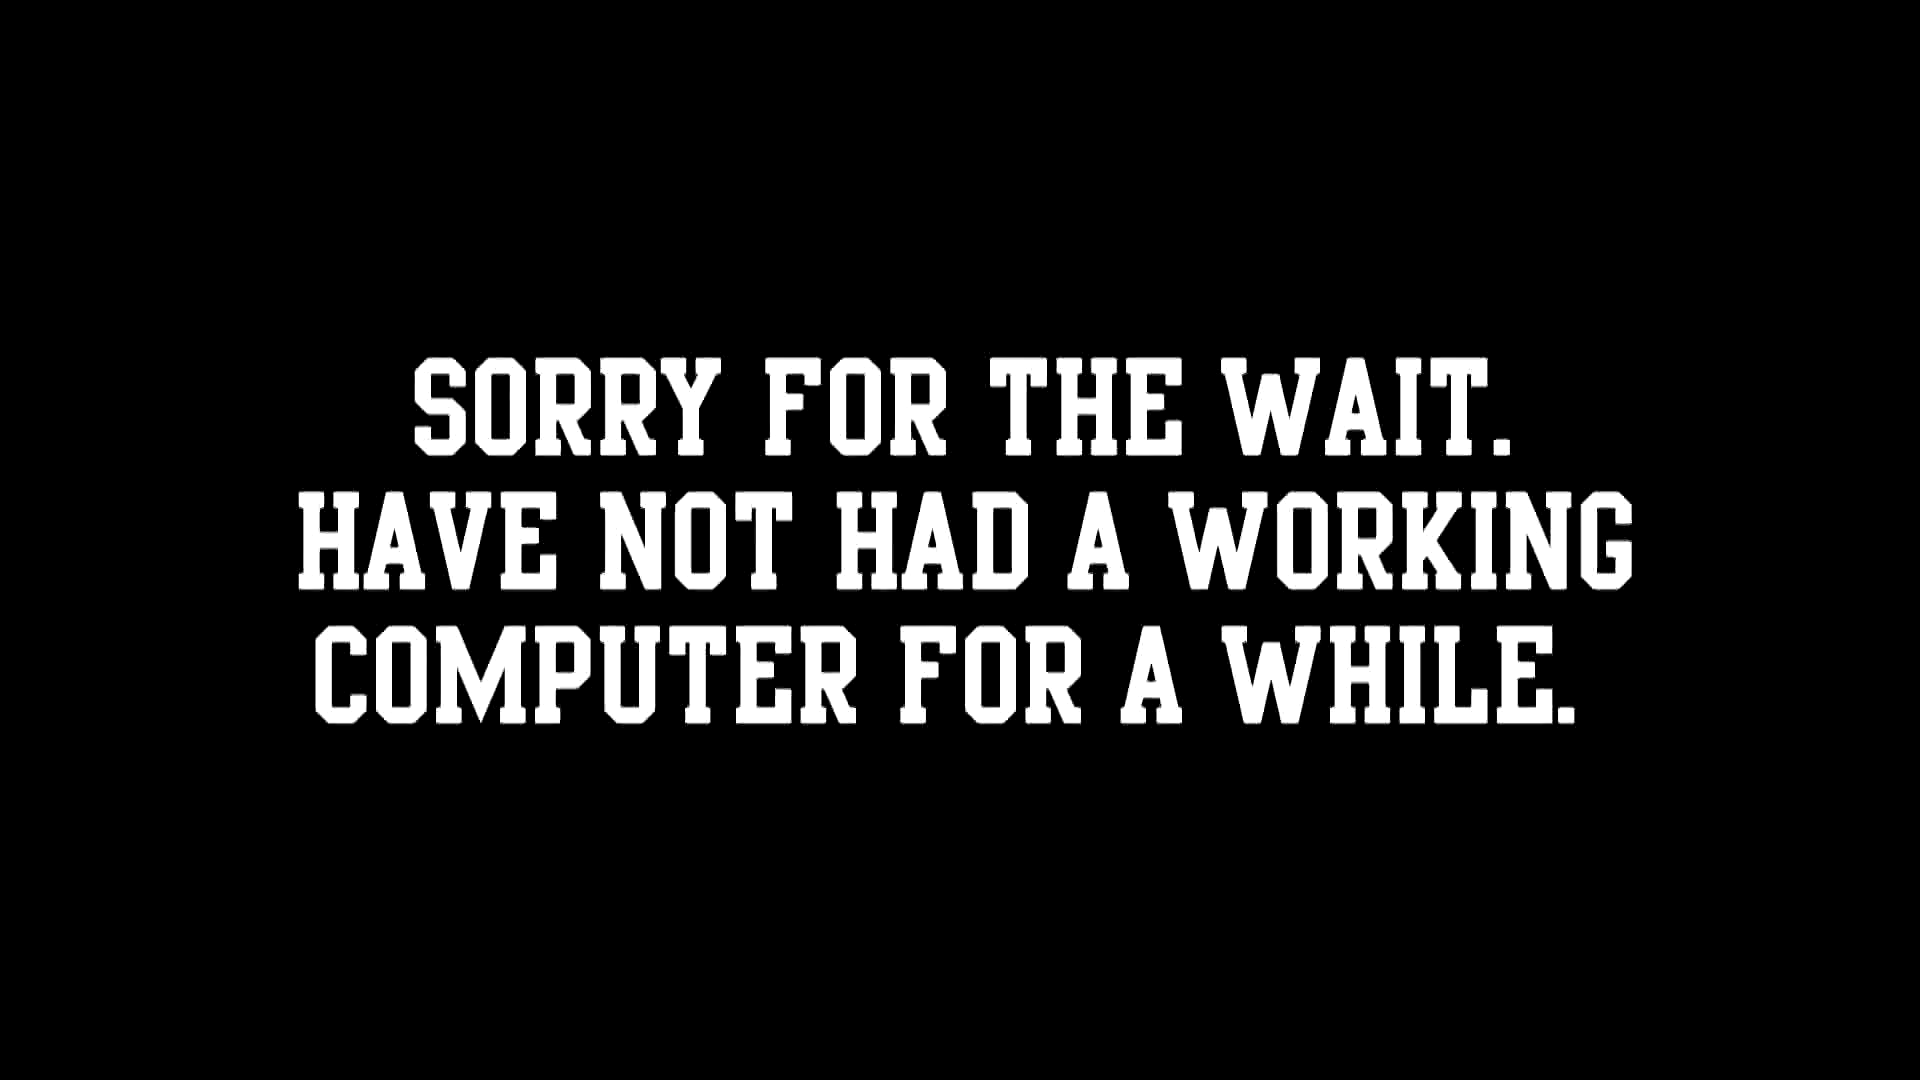 SORRY FOR THE WAIT.
HAVE NOT HAD A WORKING
COMPUTER FOR A WHILE.